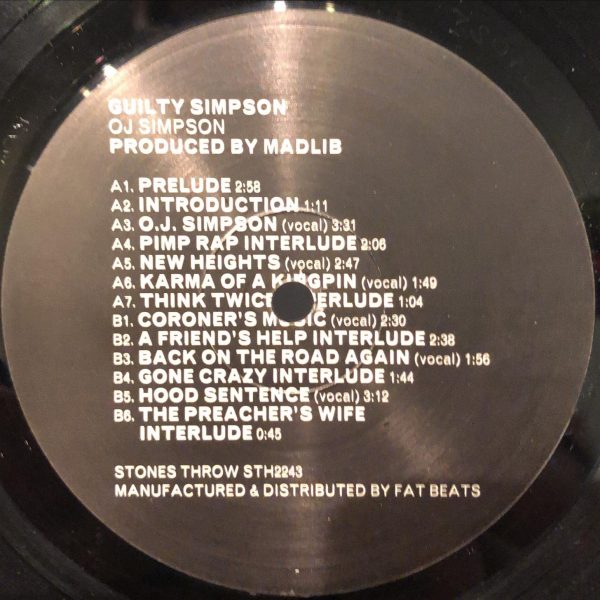 GUILTY SIMPSON
OJ SIMPSON
PRODUCED BY MADLIB
A1. PRELUDE 2:58
A2. INTRODUCTION 1:11
A3. O.J. SIMPSON (vocal) 3:31
A4. PIMP RAP INTERLUDE 2:06
A5. NEW HEIGHTS (vocal) 2:47
A6. KARMA OF A KINGPIN (vocal) 1:49
A7. THINK TWICE INTERLUDE 1:04
B1. CORONER'S MUSIC (vocal) 2:30
B2. A FRIEND'S HELP INTERLUDE 2:38
B3. BACK ON THE ROAD AGAIN (vocal) 1:56
B4. GONE CRAZY INTERLUDE 1:44
B5. HOOD SENTENCE (vocal) 3:12
B6. THE PREACHER'S WIFE
INTERLUDE 0:45
STONES THROW STH2243
MANUFACTURED & DISTRIBUTED BY FAT BEATS